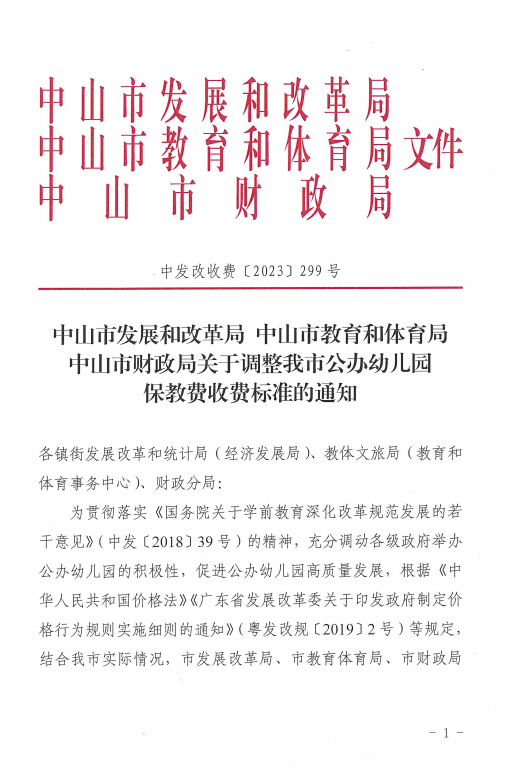 中山市发展和改革局
中山市教育和体育局文件
中山市财政局
中发改收费〔2023〕299号
中山市发展和改革局 中山市教育和体育局
中山市财政局关于调整我市公办幼儿园
保教费收费标准的通知
各镇街发展改革和统计局（经济发展局）、教体文旅局（教育和
体育事务中心）、财政分局：
为贯彻落实《国务院关于学前教育深化改革规范发展的若
干意见》（中发〔2018〕39号）的精神，充分调动各级政府举办
公办幼儿园的积极性，促进公办幼儿园高质量发展，根据《中
华人民共和国价格法》《广东省发展改革委关于印发政府制定价
格行为规则实施细则的通知》（粤发改规〔2019〕2号）等规定，
结合我市实际情况，市发展改革局、市教育体育局、市财政局
- 1 -